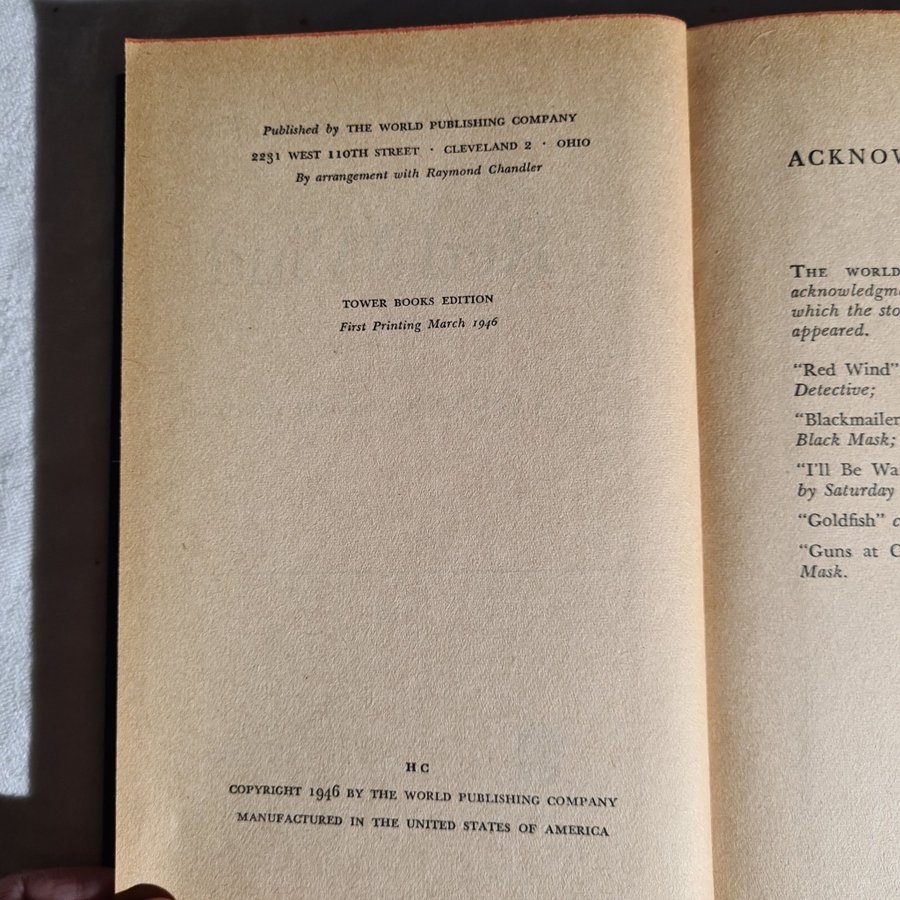 Published by THE WORLD PUBLISHING COMPANY
2231 WEST 110TH STREET · CLEVELAND 2 · OHIO
By arrangement with Raymond Chandler
TOWER BOOKS EDITION
First Printing March 1946
H C
COPYRIGHT 1946 BY THE WORLD PUBLISHING COMPANY
MANUFACTURED IN THE UNITED STATES OF AMERICA
ACKNOW
THE WORLD
acknowledgm
which the sto
appeared.
"Red Wind"
Detective;
"Blackmailer
Black Mask;
"I'll Be Wa
by Saturday
"Goldfish" c
"Guns at C
Mask.